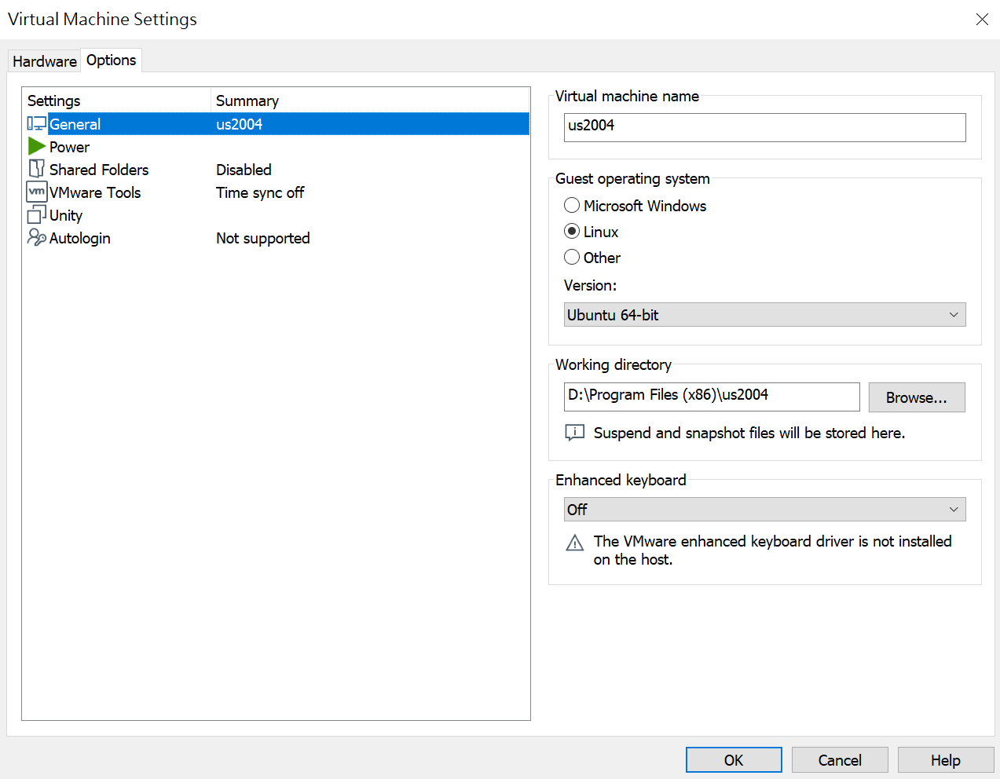 Virtual Machine Settings
Hardware Options
Settings Summary
General us2004
Power
Shared Folders Disabled
vm VMware Tools Time sync off
Unity
Autologin Not supported
Virtual machine name
us2004
Guest operating system
Microsoft Windows
Linux
Other
Version:
Ubuntu 64-bit
Working directory
D:\Program Files (x86)\us2004 Browse...
Suspend and snapshot files will be stored here.
Enhanced keyboard
Off
The VMware enhanced keyboard driver is not installed
on the host.
OK Cancel Help